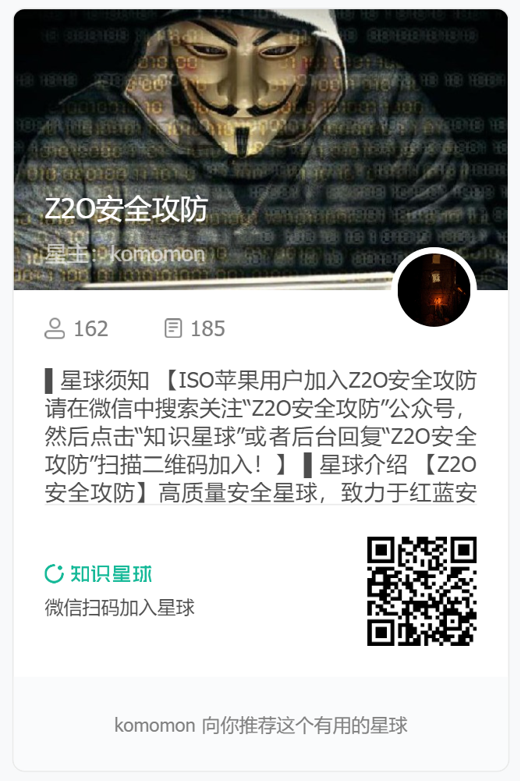 Z2O安全攻防
星主：komomon
162
185
▌星球须知 【ISO苹果用户加入Z2O安全攻防
请在微信中搜索关注“Z2O安全攻防”公众号，
然后点击“知识星球”或者后台回复“Z2O安全
攻防”扫描二维码加入！】▌星球介绍 【Z2O
安全攻防】高质量安全星球，致力于红蓝安
知识星球
微信扫码加入星球
komomon 向你推荐这个有用的星球